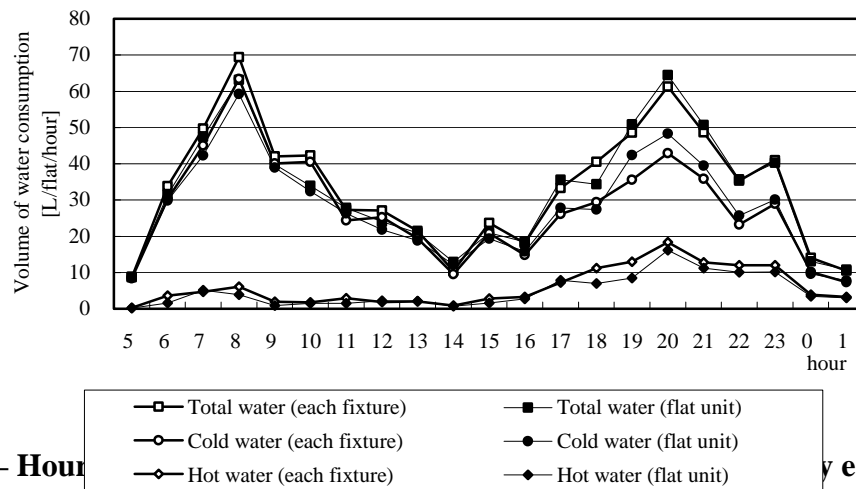 80
70
60
50
40
30
20
10
0
Volume of water consumption
[L/flat/hour]
5 6 7 8 9 10 11 12 13 14 15 16 17 18 19 20 21 22 23 0 1
hour
Total water (each fixture) Total water (flat unit)
Cold water (each fixture) Cold water (flat unit)
Hot water (each fixture) Hot water (flat unit)
– Hour y e